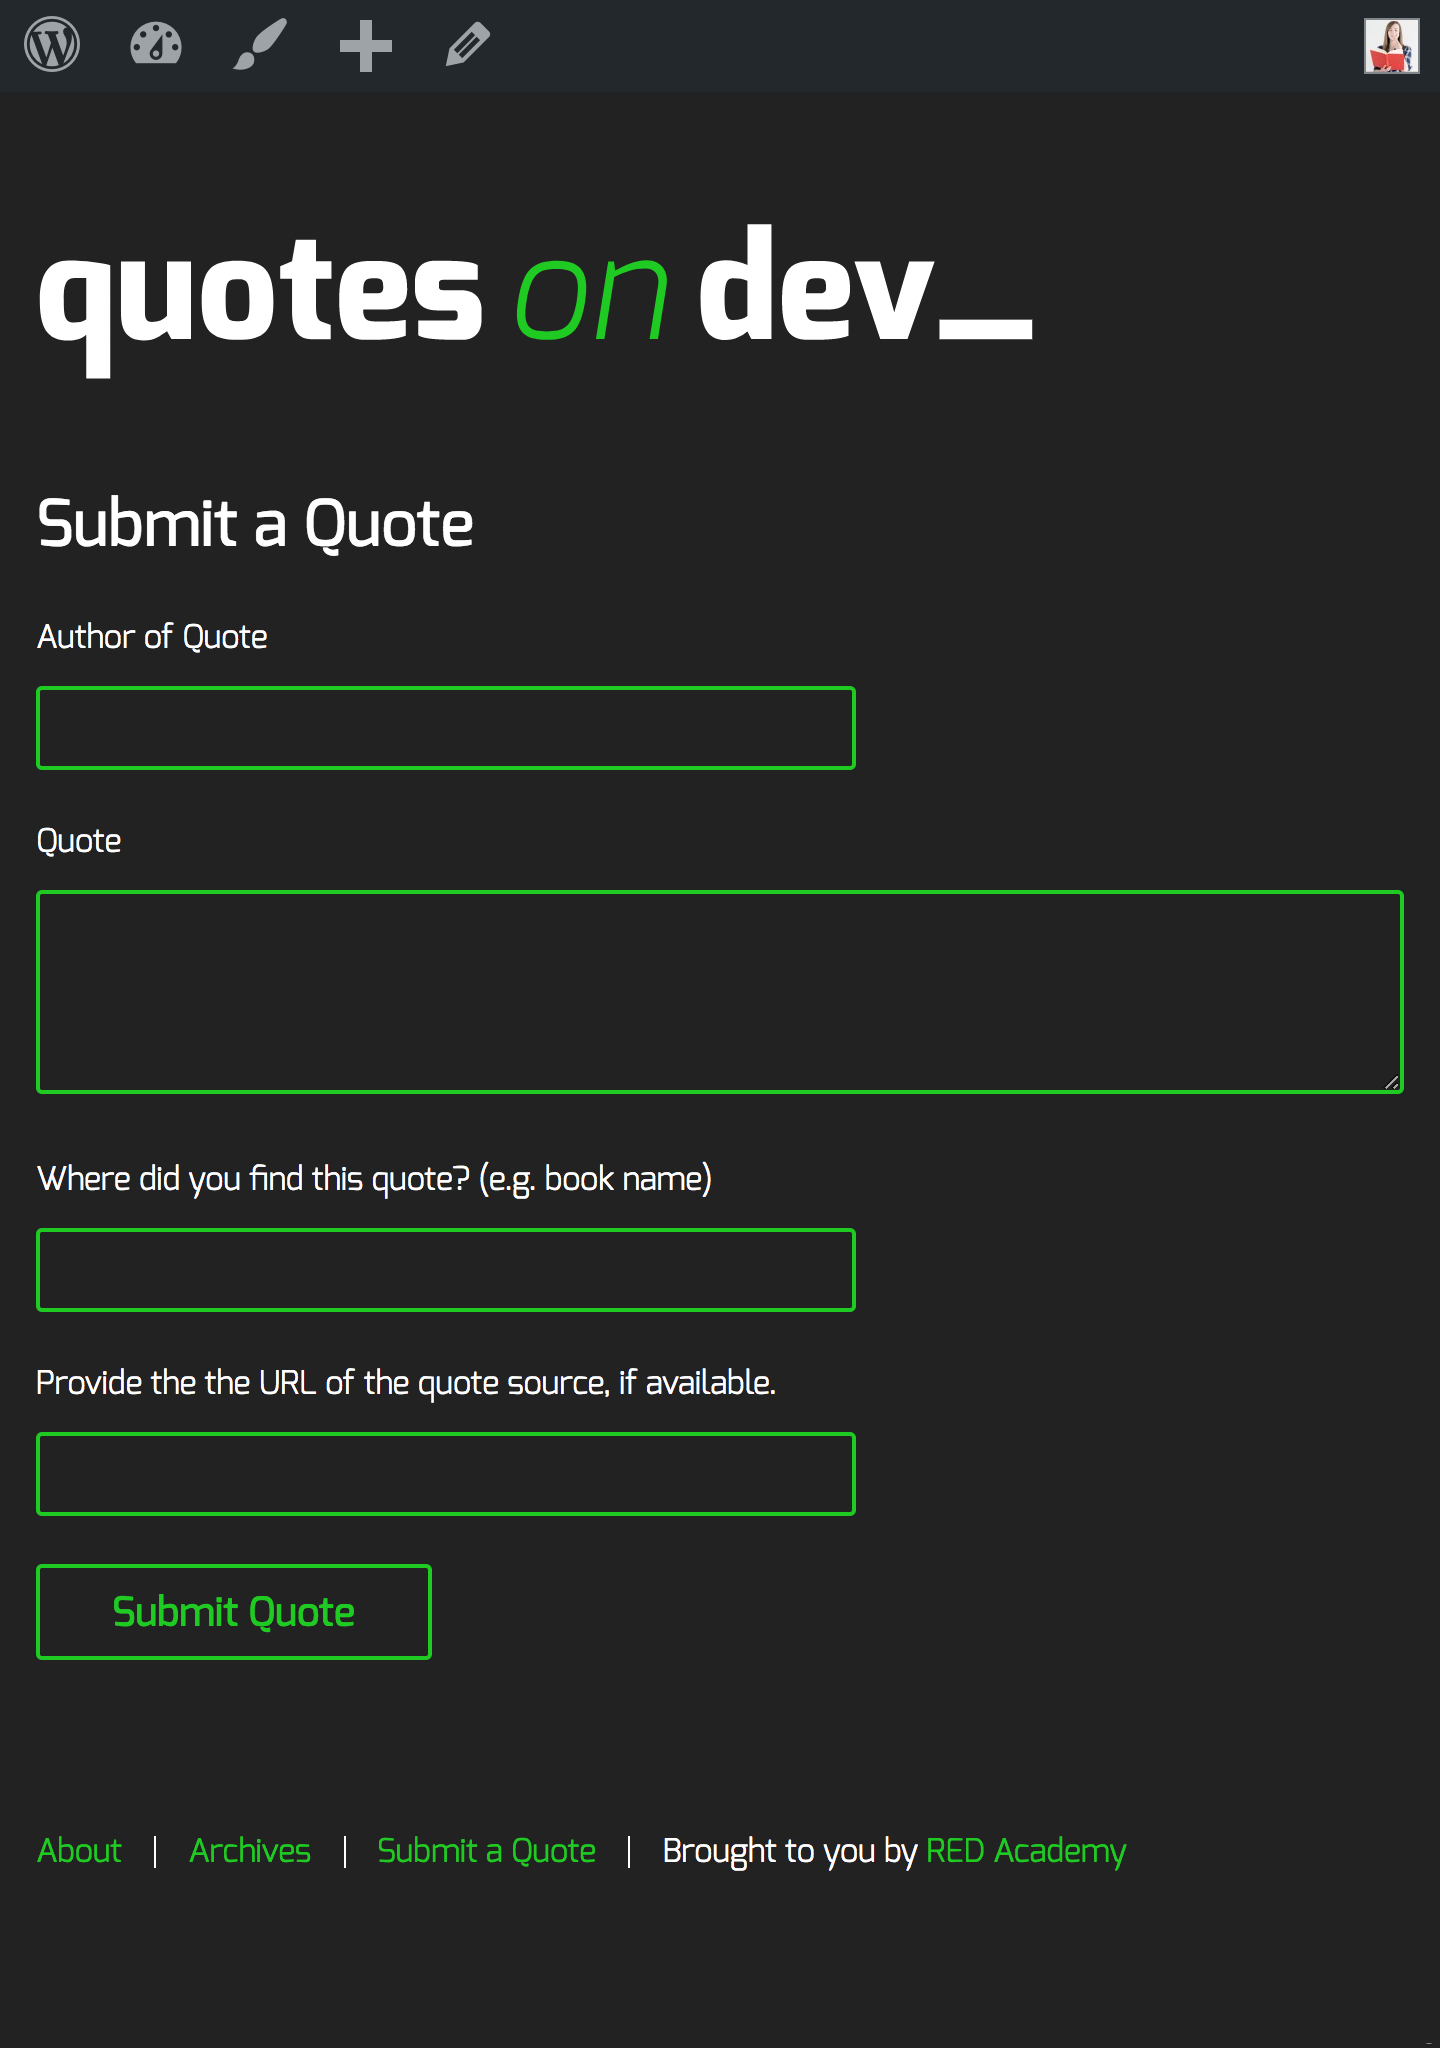 quotes on dev_
Submit a Quote
Author of Quote
Quote
Where did you find this quote? (e.g. book name)
Provide the the URL of the quote source, if available.
Submit Quote
About | Archives | Submit a Quote | Brought to you by RED Academy